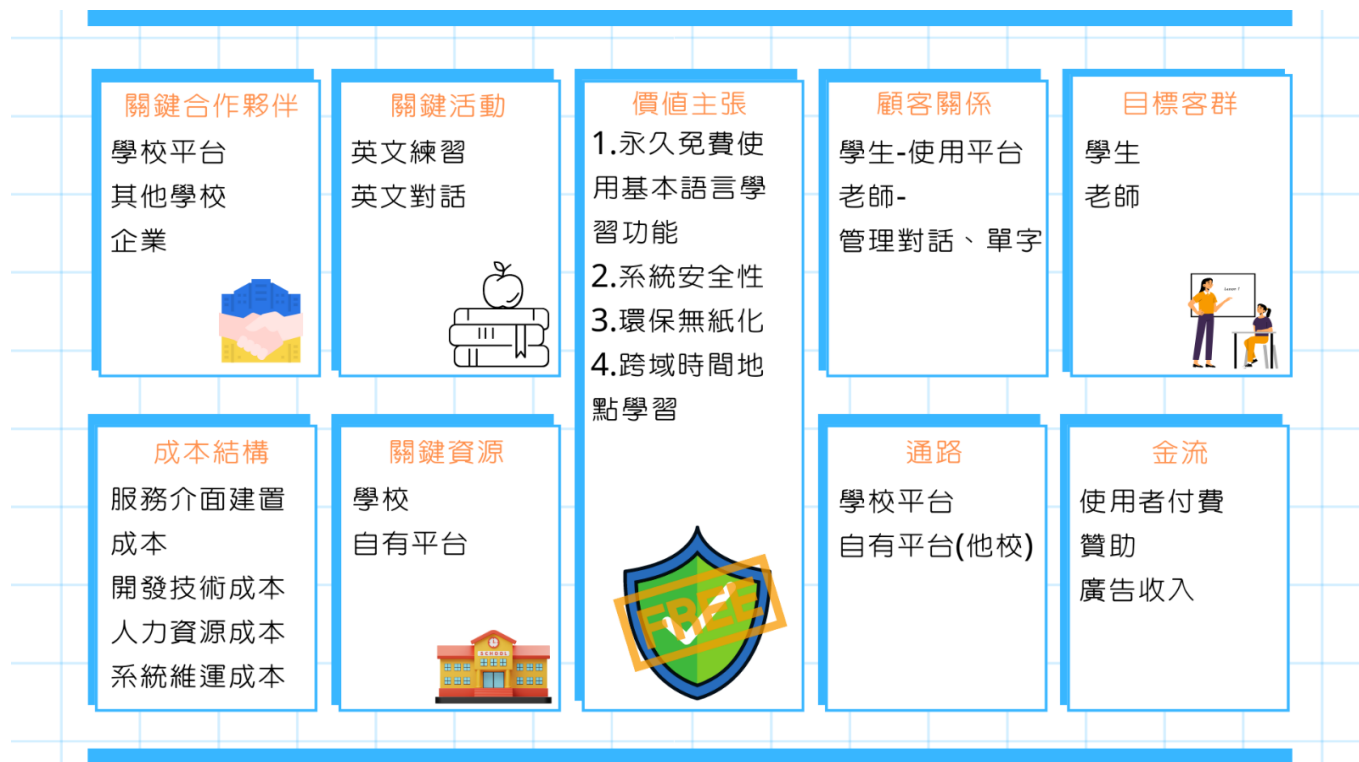 關鍵合作夥伴
學校平台
其他學校
企業
關鍵活動
英文練習
英文對話
價值主張
1.永久免費使
用基本語言學
習功能
2.系統安全性
3.環保無紙化
4.跨域時間地
點學習
FREE
顧客關係
學生-使用平台
老師-
管理對話、單字
目標客群
學生
老師
Lesson 1
成本結構
服務介面建置
成本
開發技術成本
人力資源成本
系統維運成本
關鍵資源
學校
自有平台
SCHOOL
通路
學校平台
自有平台(他校)
金流
使用者付費
贊助
廣告收入